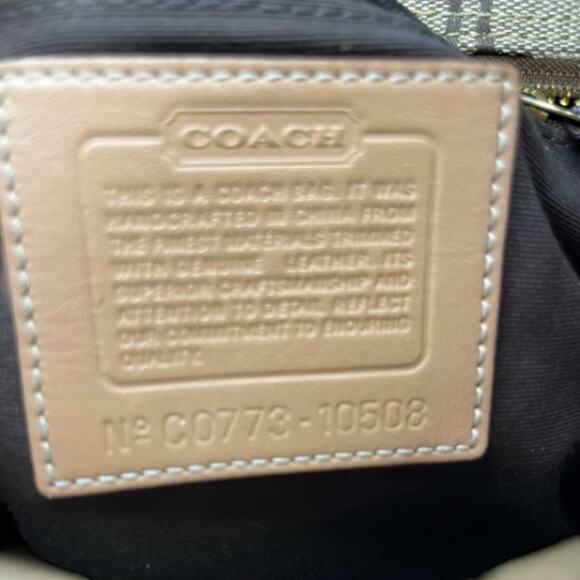 COACH
THIS IS A COACH BAG. IT WAS
HANDCRAFTED IN CHINA FROM
THE FINEST MATERIALS TRIMMED
WITH GENUINE LEATHER. ITS
SUPERIOR CRAFTSMANSHIP AND
ATTENTION TO DETAIL REFLECT
OUR COMMITMENT TO ENDURING
QUALITY.
Nº C0773-10508